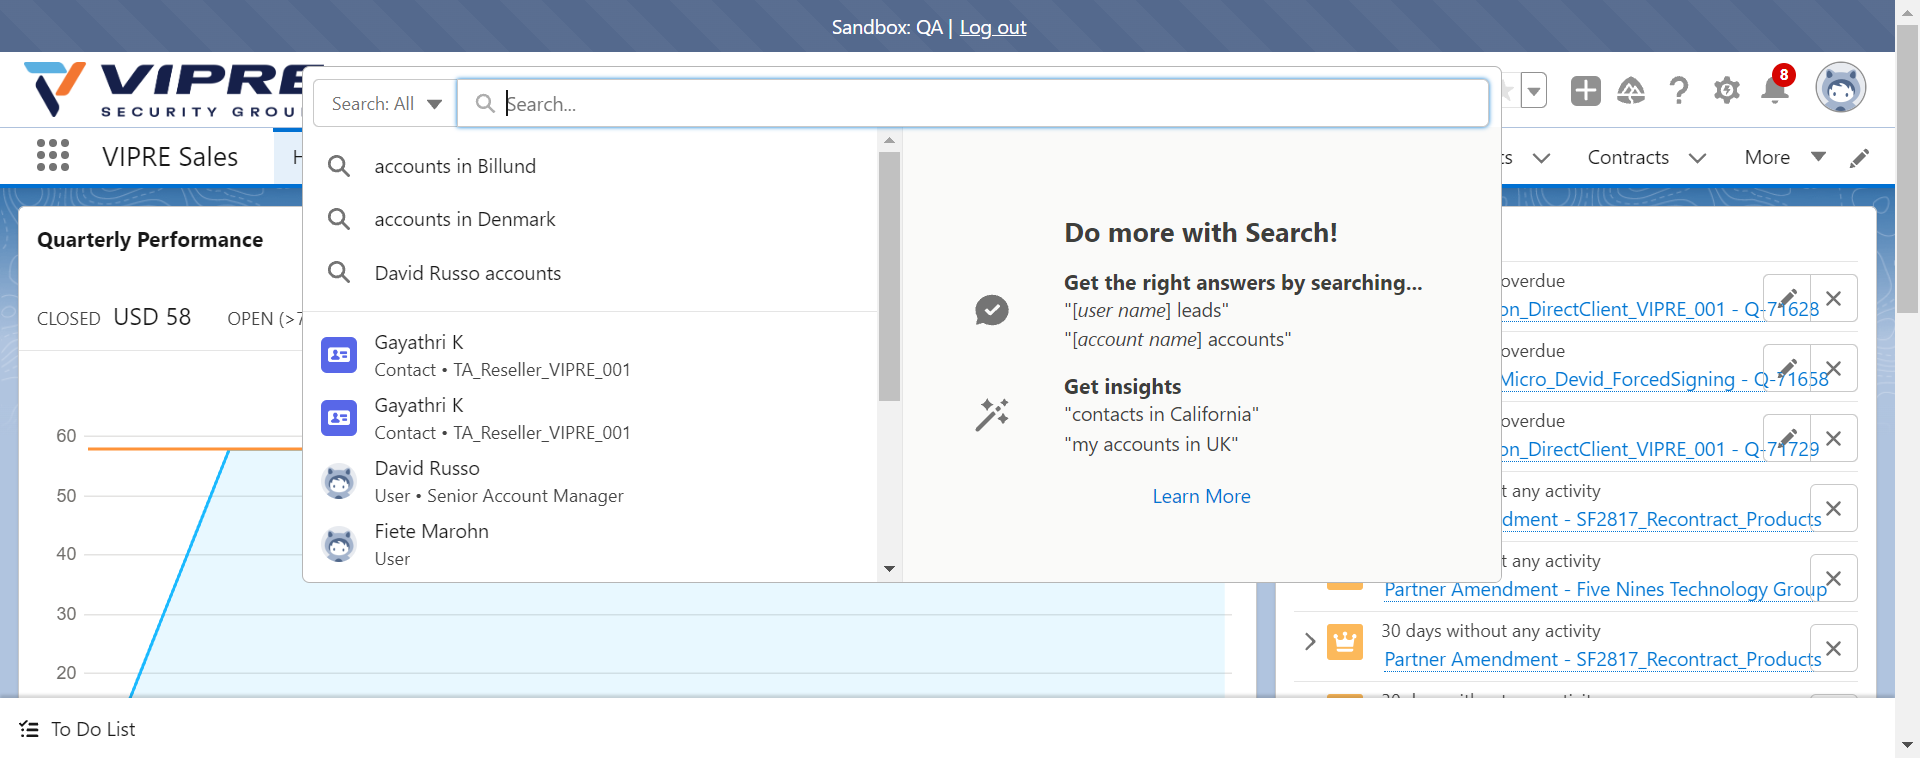 Sandbox: QA | Log out
VIPRE
SECURITY GROU
Search: All
Search...
8
VIPRE Sales
H
ts
Contracts
More
accounts in Billund
accounts in Denmark
David Russo accounts
Gayathri K
Contact • TA_Reseller_VIPRE_001
Gayathri K
Contact • TA_Reseller_VIPRE_001
David Russo
User • Senior Account Manager
Fiete Marohn
User
Do more with Search!
Get the right answers by searching...
"[user name] leads"
"[account name] accounts"
Get insights
"contacts in California"
"my accounts in UK"
Learn More
Quarterly Performance
CLOSED USD 58 OPEN (>7
60
50
40
30
20
overdue
on_DirectClient_VIPRE_001 - Q-71628
overdue
Micro_Devid_ForcedSigning - Q-71658
overdue
on_DirectClient_VIPRE_001 - Q-71729
t any activity
dment - SF2817_Recontract_Products
t any activity
Partner Amendment - Five Nines Technology Group
30 days without any activity
Partner Amendment - SF2817_Recontract_Products
To Do List